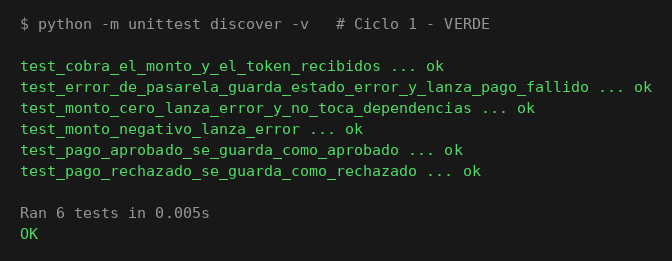 $ python -m unittest discover -v   # Ciclo 1 - VERDE
test_cobra_el_monto_y_el_token_recibidos ... ok
test_error_de_pasarela_guarda_estado_error_y_lanza_pago_fallido ... ok
test_monto_cero_lanza_error_y_no_toca_dependencias ... ok
test_monto_negativo_lanza_error ... ok
test_pago_aprobado_se_guarda_como_aprobado ... ok
test_pago_rechazado_se_guarda_como_rechazado ... ok
Ran 6 tests in 0.005s
OK